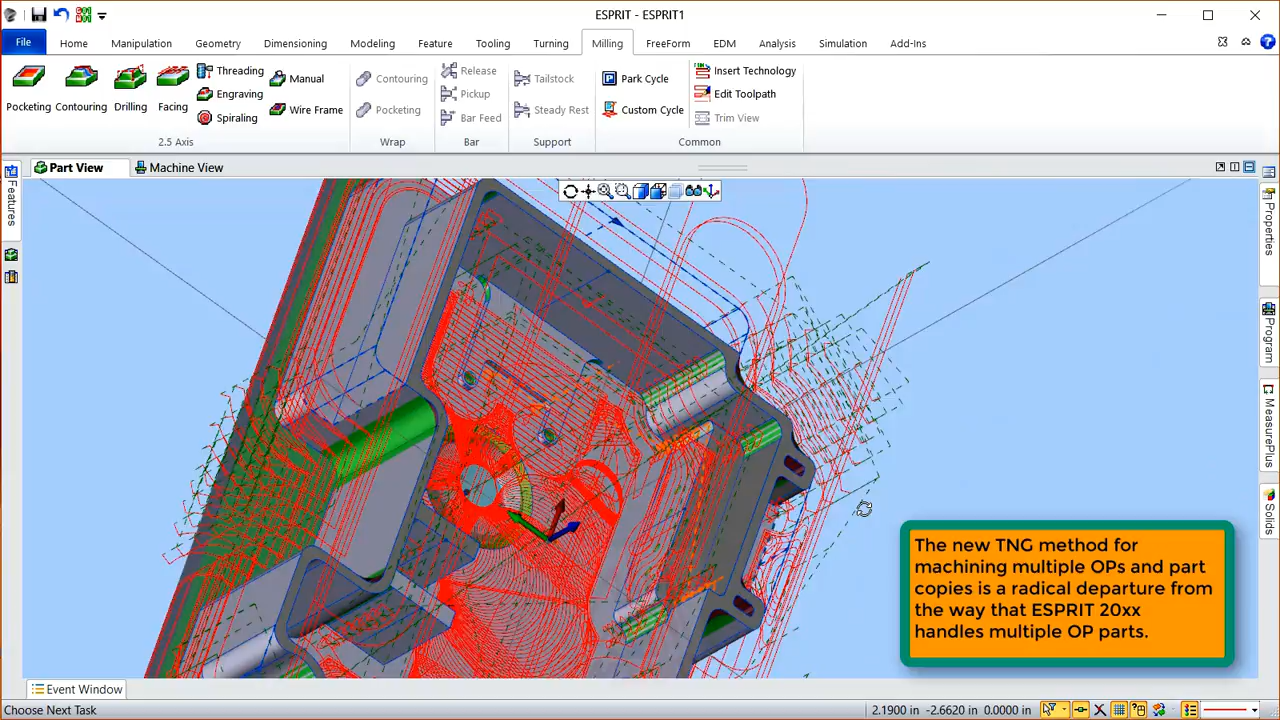 ESPRIT - ESPRIT1
File Home Manipulation Geometry Dimensioning Modeling Feature Tooling Turning Milling FreeForm EDM Analysis Simulation Add-Ins
Pocketing Contouring Drilling Facing
Threading
Engraving
Spiraling
Manual
Wire Frame
2.5 Axis
Contouring
Pocketing
Wrap
Release
Pickup
Bar Feed
Bar
Tailstock
Steady Rest
Support
Park Cycle
Custom Cycle
Insert Technology
Edit Toolpath
Trim View
Common
Part View Machine View
Features
Properties
Program
MeasurePlus
Solids
The new TNG method for
machining multiple OPs and part
copies is a radical departure from
the way that ESPRIT 20xx
handles multiple OP parts.
Event Window
Choose Next Task
2.1900 in -2.6620 in 0.0000 in